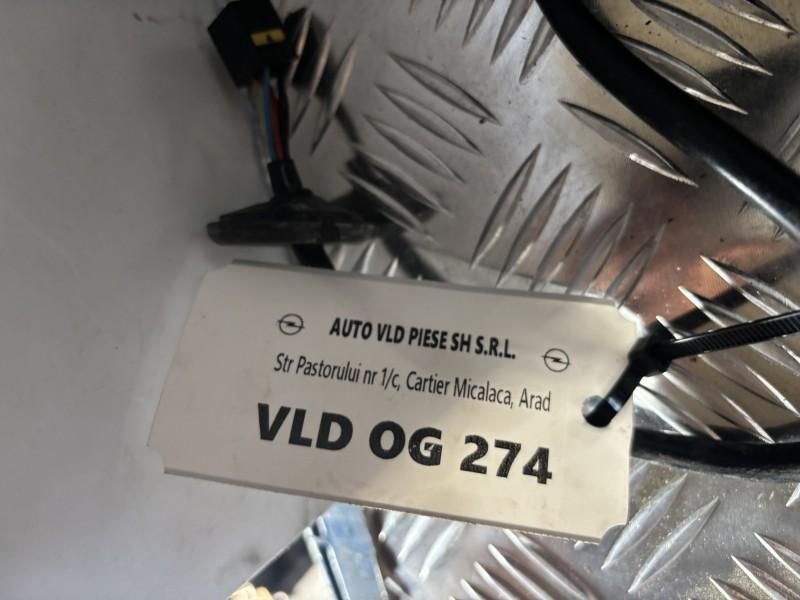 AUTO VLD PIESE SH S.R.L.
Str Pastorului nr 1/c, Cartier Micalaca, Arad
VLD OG 274